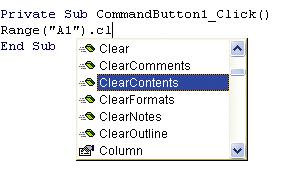 Private Sub CommandButton1_Click()
Range("A1").cl
End Sub
Clear
ClearComments
ClearContents
ClearFormats
ClearNotes
ClearOutline
Column